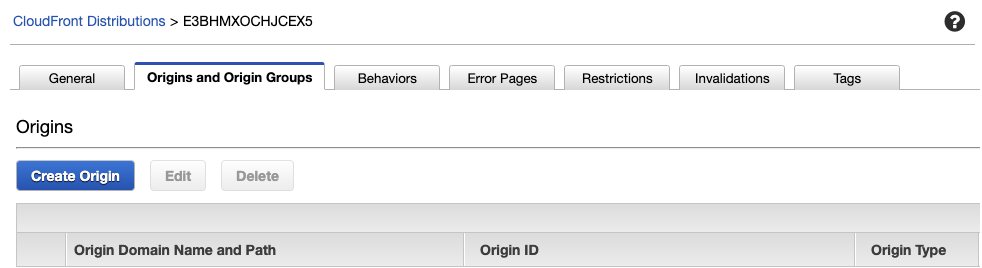 CloudFront Distributions > E3BHMXOCHJCEX5 ?
General Origins and Origin Groups Behaviors Error Pages Restrictions Invalidations Tags
Origins
Create Origin Edit Delete
Origin Domain Name and Path Origin ID Origin Type